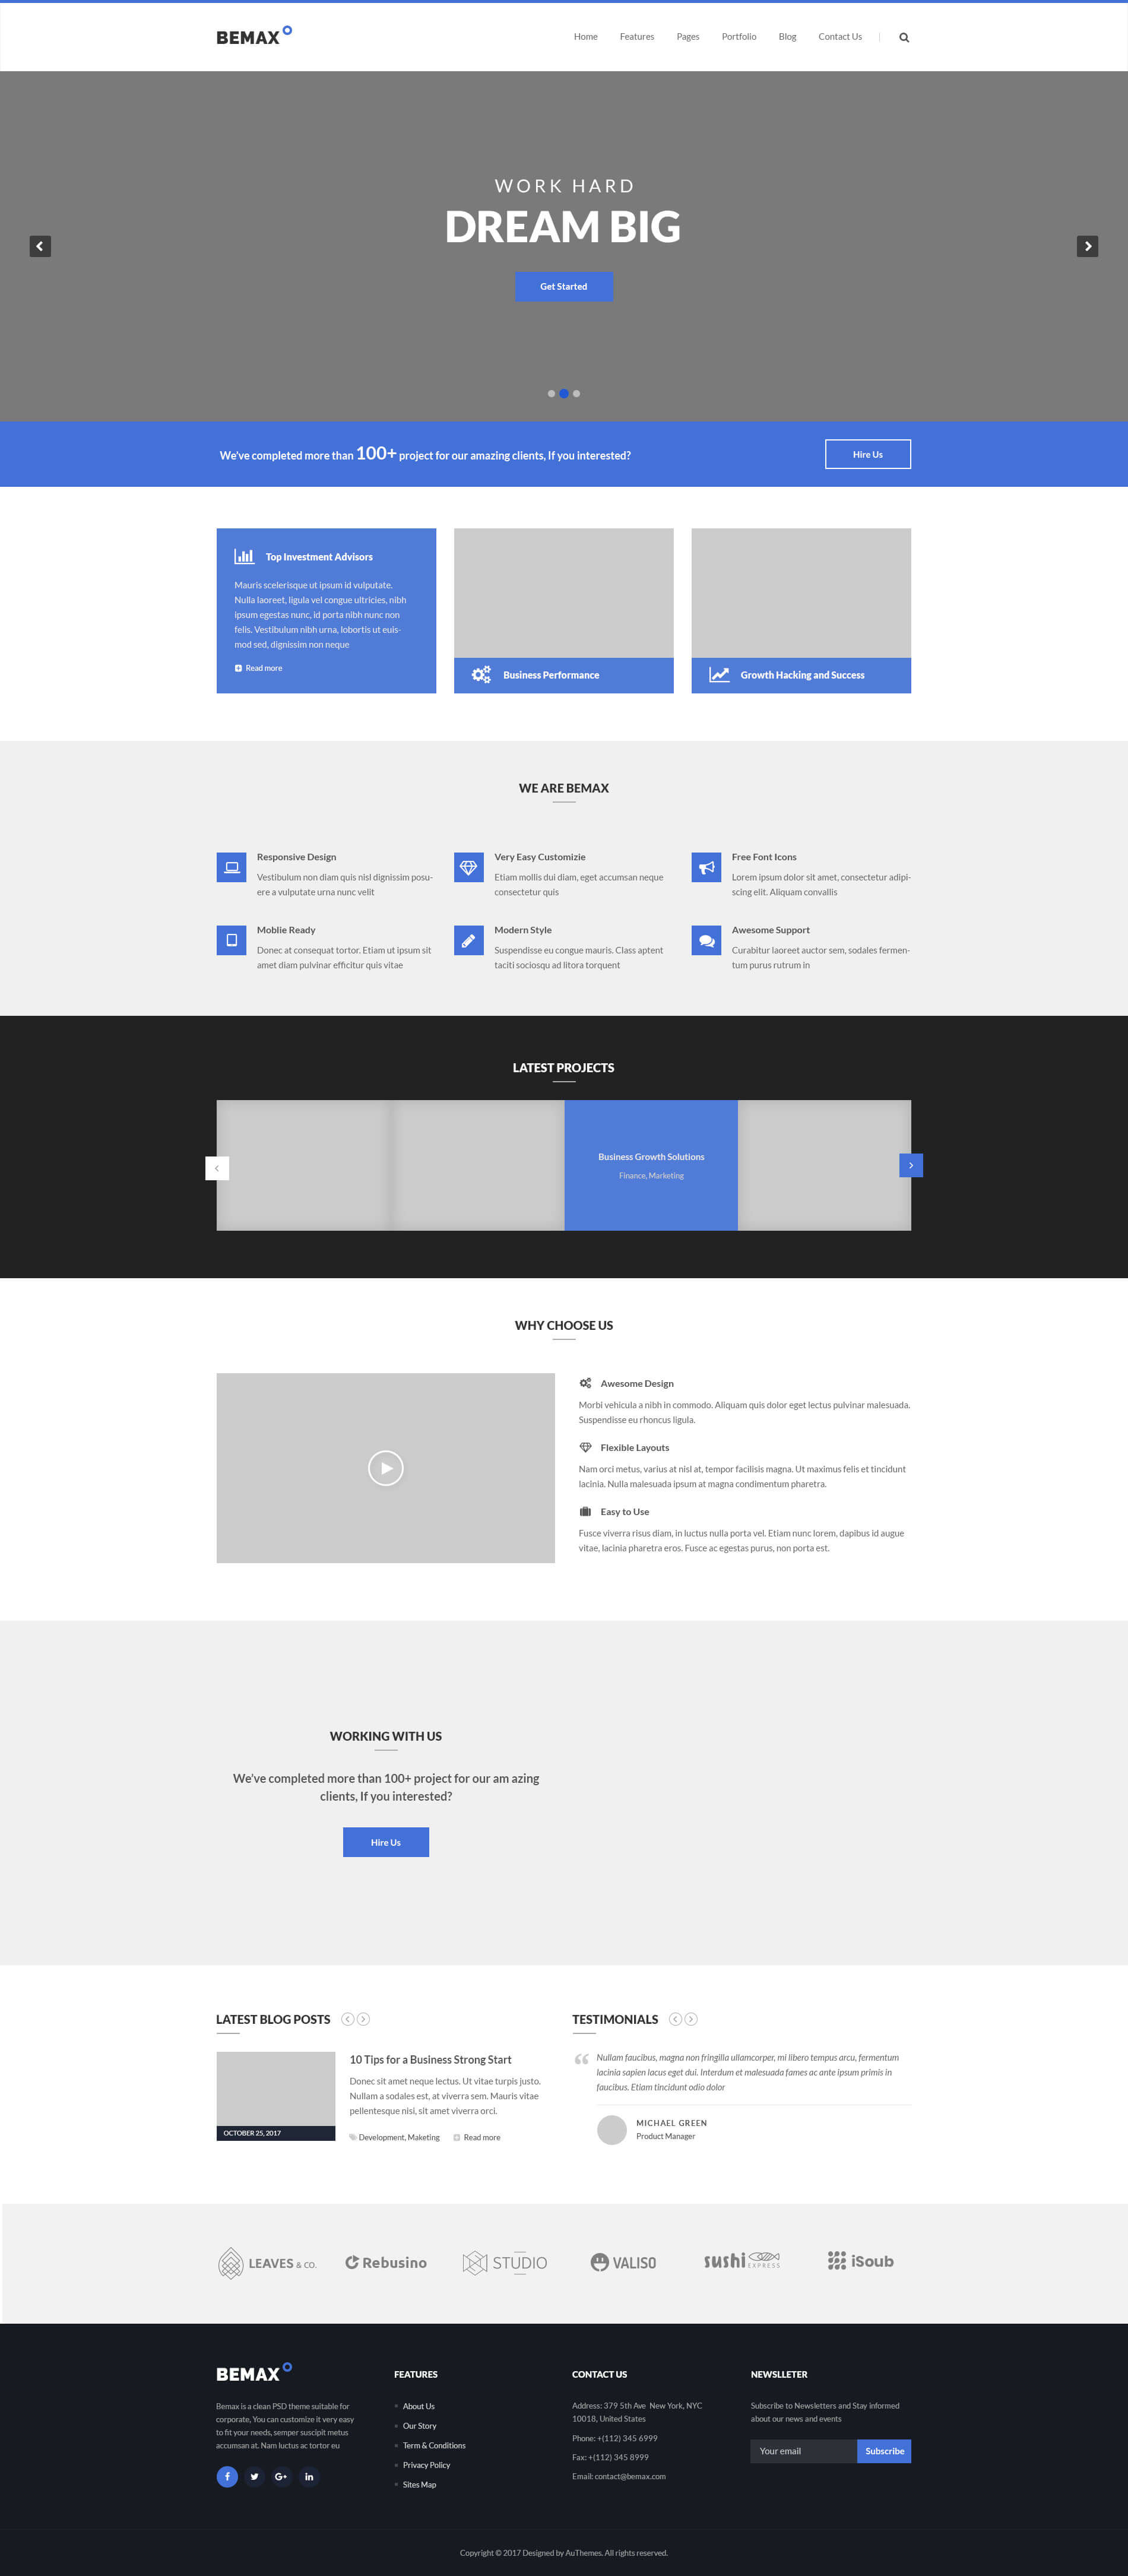 BEMAX
Home Features Pages Portfolio Blog Contact Us
WORK HARD
DREAM BIG
Get Started
We've completed more than 100+ project for our amazing clients, If you interested?
Hire Us
Top Investment Advisors
Mauris scelerisque ut ipsum id vulputate.
Nulla laoreet, ligula vel congue ultricies, nibh
ipsum egestas nunc, id porta nibh nunc non
felis. Vestibulum nibh urna, lobortis ut euis-
mod sed, dignissim non neque
Read more
Business Performance
Growth Hacking and Success
WE ARE BEMAX
Responsive Design
Vestibulum non diam quis nisl dignissim posu-
ere a vulputate urna nunc velit
Very Easy Customizie
Etiam mollis dui diam, eget accumsan neque
consectetur quis
Free Font Icons
Lorem ipsum dolor sit amet, consectetur adipi-
scing elit. Aliquam convallis
Moblie Ready
Donec at consequat tortor. Etiam ut ipsum sit
amet diam pulvinar efficitur quis vitae
Modern Style
Suspendisse eu congue mauris. Class aptent
taciti sociosqu ad litora torquent
Awesome Support
Curabitur laoreet auctor sem, sodales fermen-
tum purus rutrum in
LATEST PROJECTS
Business Growth Solutions
Finance, Marketing
WHY CHOOSE US
Awesome Design
Morbi vehicula a nibh in commodo. Aliquam quis dolor eget lectus pulvinar malesuada.
Suspendisse eu rhoncus ligula.
Flexible Layouts
Nam orci metus, varius at nisl at, tempor facilisis magna. Ut maximus felis et tincidunt
lacinia. Nulla malesuada ipsum at magna condimentum pharetra.
Easy to Use
Fusce viverra risus diam, in luctus nulla porta vel. Etiam nunc lorem, dapibus id augue
vitae, lacinia pharetra eros. Fusce ac egestas purus, non porta est.
WORKING WITH US
We've completed more than 100+ project for our am azing
clients, If you interested?
Hire Us
LATEST BLOG POSTS
OCTOBER 25, 2017
10 Tips for a Business Strong Start
Donec sit amet neque lectus. Ut vitae turpis justo.
Nullam a sodales est, at viverra sem. Mauris vitae
pellentesque nisi, sit amet viverra orci.
Development, Maketing Read more
TESTIMONIALS
“
Nullam faucibus, magna non fringilla ullamcorper, mi libero tempus arcu, fermentum
lacinia sapien lacus eget dui. Interdum et malesuada fames ac ante ipsum primis in
faucibus. Etiam tincidunt odio dolor
MICHAEL GREEN
Product Manager
LEAVES & CO.
Rebusino
STUDIO
VALISO
sushi EXPRESS
iSoub
BEMAX
Bemax is a clean PSD theme suitable for
corporate, You can customize it very easy
to fit your needs, semper suscipit metus
accumsan at. Nam luctus ac tortor eu
FEATURES
About Us
Our Story
Term & Conditions
Privacy Policy
Sites Map
CONTACT US
Address: 379 5th Ave New York, NYC
10018, United States
Phone: +(112) 345 6999
Fax: +(112) 345 8999
Email: contact@bemax.com
NEWSLLETER
Subscribe to Newsletters and Stay informed
about our news and events
Your email
Subscribe
Copyright © 2017 Designed by AuThemes. All rights reserved.